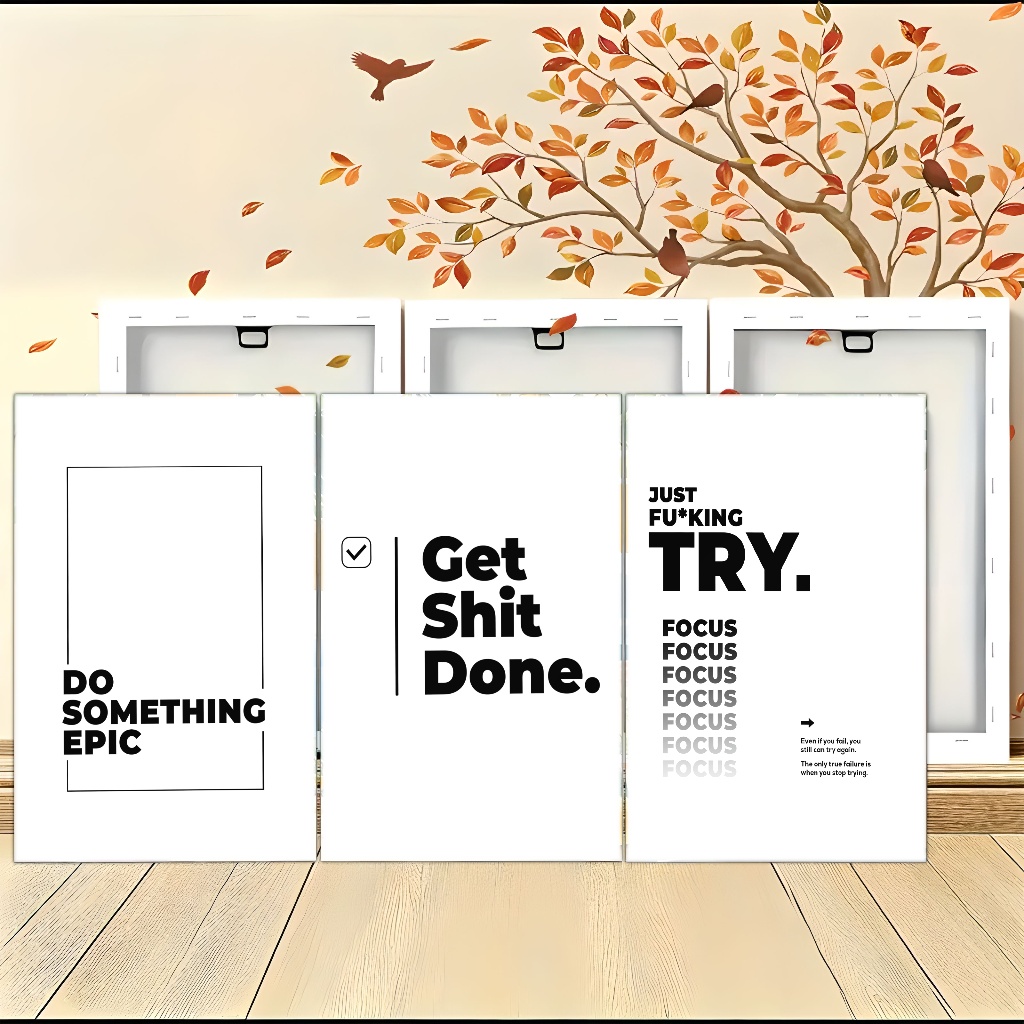 DO
SOMETHING
EPIC
Get
Shit
Done.
JUST
FU*KING
TRY.
FOCUS
FOCUS
FOCUS
FOCUS
FOCUS
FOCUS
FOCUS
Even if you fail, you
still can try again.
The only true failure is
when you stop trying.